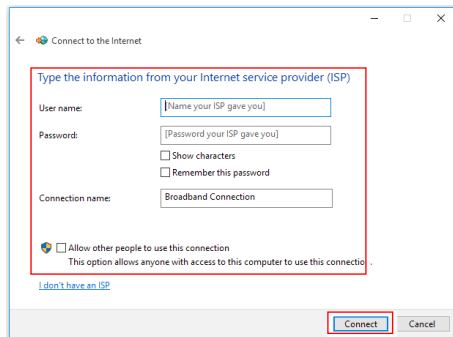 Connect to the Internet
Type the information from your Internet service provider (ISP)
User name: [Name your ISP gave you]
Password: [Password your ISP gave you]
Show characters
Remember this password
Connection name: Broadband Connection
Allow other people to use this connection
This option allows anyone with access to this computer to use this connection.
I don't have an ISP
Connect Cancel